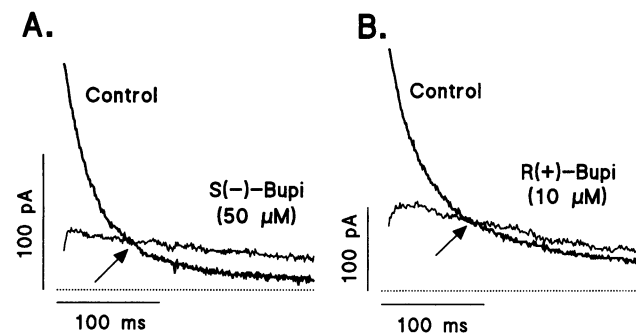 A.
Control
S(−)-Bupi
(50 μM)
100 pA
100 ms
B.
Control
R(+)-Bupi
(10 μM)
100 pA
100 ms